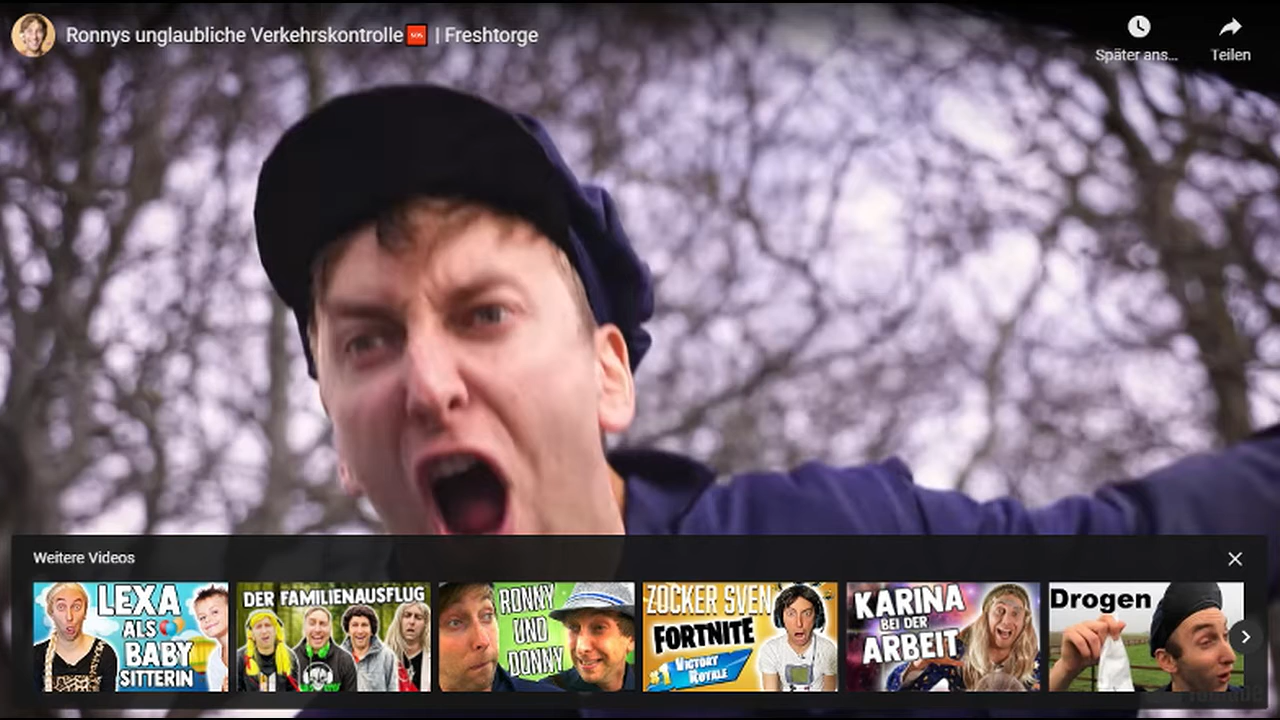 Ronnys unglaubliche Verkehrskontrolle🆘 | Freshtorge
Später ans...
Teilen
Weitere Videos
LEXA
ALS
BABY
SITTERIN
DER FAMILIENAUSFLUG
RONNY
UND
DONNY
ZOCKER SVEN
FORTNITE
#1 VICTORY
ROYALE
KARINA
BEI DER
ARBEIT
Drogen